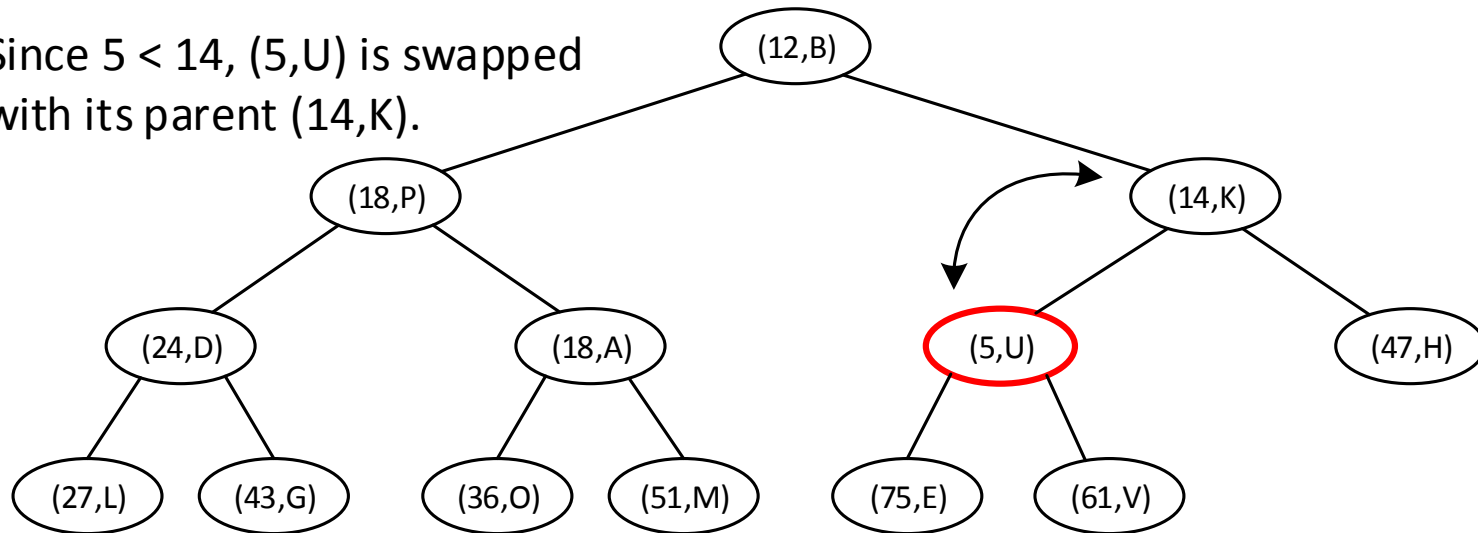 Since 5 < 14, (5,U) is swapped
with its parent (14,K).
(12,B)
(18,P)
(14,K)
(24,D)
(18,A)
(5,U)
(47,H)
(27,L)
(43,G)
(36,O)
(51,M)
(75,E)
(61,V)